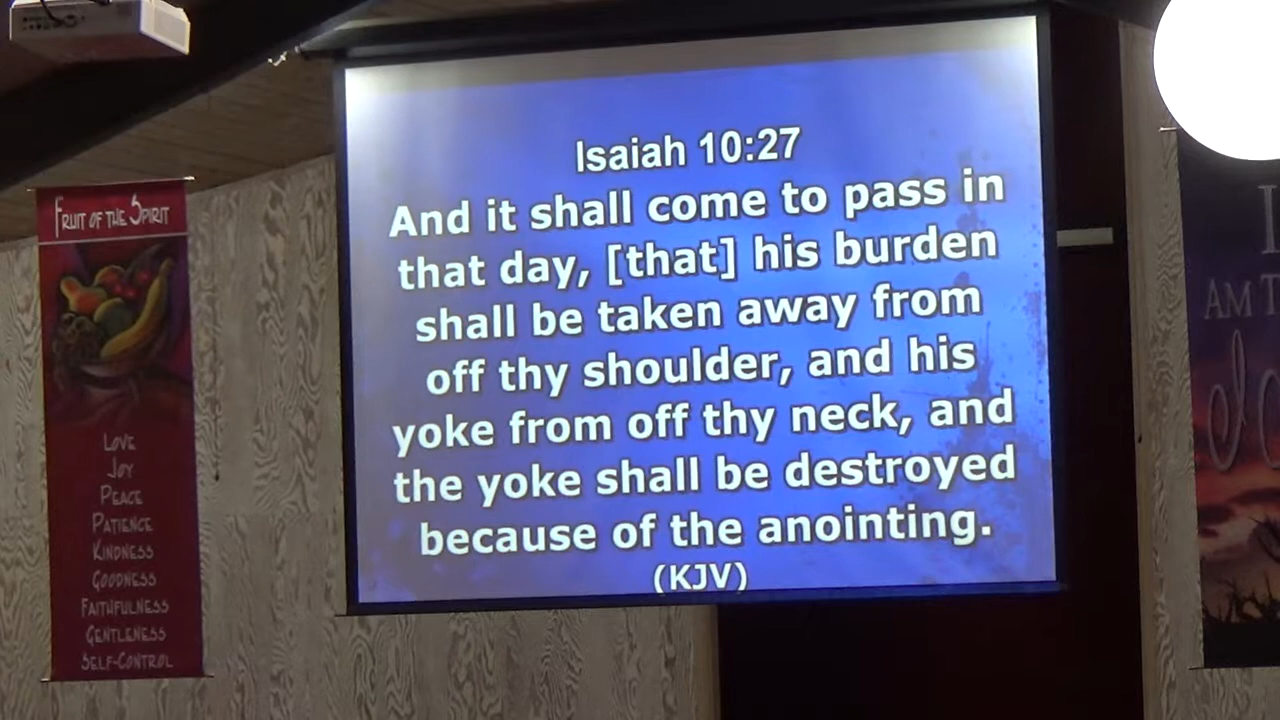 Isaiah 10:27
And it shall come to pass in
that day, [that] his burden
shall be taken away from
off thy shoulder, and his
yoke from off thy neck, and
the yoke shall be destroyed
because of the anointing.
(KJV)
FRUIT OF THE SPIRIT
LOVE
JOY
PEACE
PATIENCE
KINDNESS
GOODNESS
FAITHFULNESS
GENTLENESS
SELF-CONTROL
I
AM